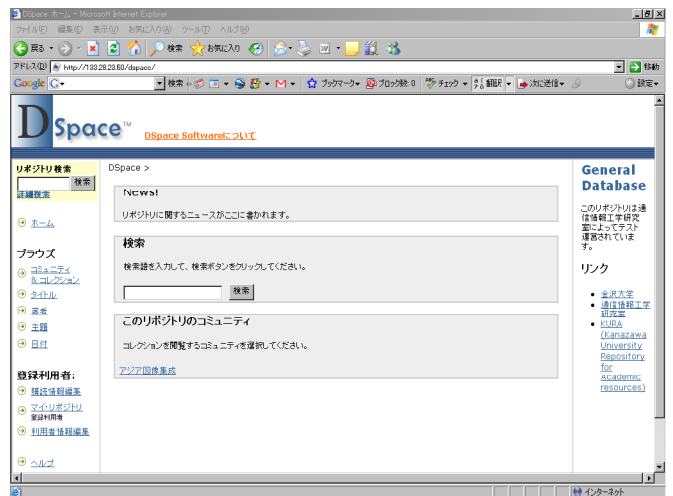 DSpace ホーム - Microsoft Internet Explorer
ファイル(F) 編集(E) 表示(V) お気に入り(A) ツール(T) ヘルプ(H)
戻る 検索 お気に入り
アドレス(D) http://133.28.23.60/dspace/ 移動
Google G 検索 ブックマーク ブロック数: 0 チェック 翻訳 次に送信 設定
DSpace™ DSpace Softwareについて
リポジトリ検索
検索
詳細検索
ホーム
ブラウズ
コミュニティ
&コレクション
タイトル
著者
主題
日付
登録利用者:
購読情報編集
マイ・リポジトリ
登録利用者
利用者情報編集
ヘルプ
DSpace >
News!
リポジトリに関するニュースがここに書かれます。
検索
検索語を入力して、検索ボタンをクリックしてください。
検索
このリポジトリのコミュニティ
コレクションを閲覧するコミュニティを選択してください。
アジア図像集成
General
Database
このリポジトリは通
信情報工学研究
室によってテスト
運営されていま
す。
リンク
金沢大学
通信情報工学
研究室
KURA
(Kanazawa
University
Repository
for
Academic
resources)
インターネット